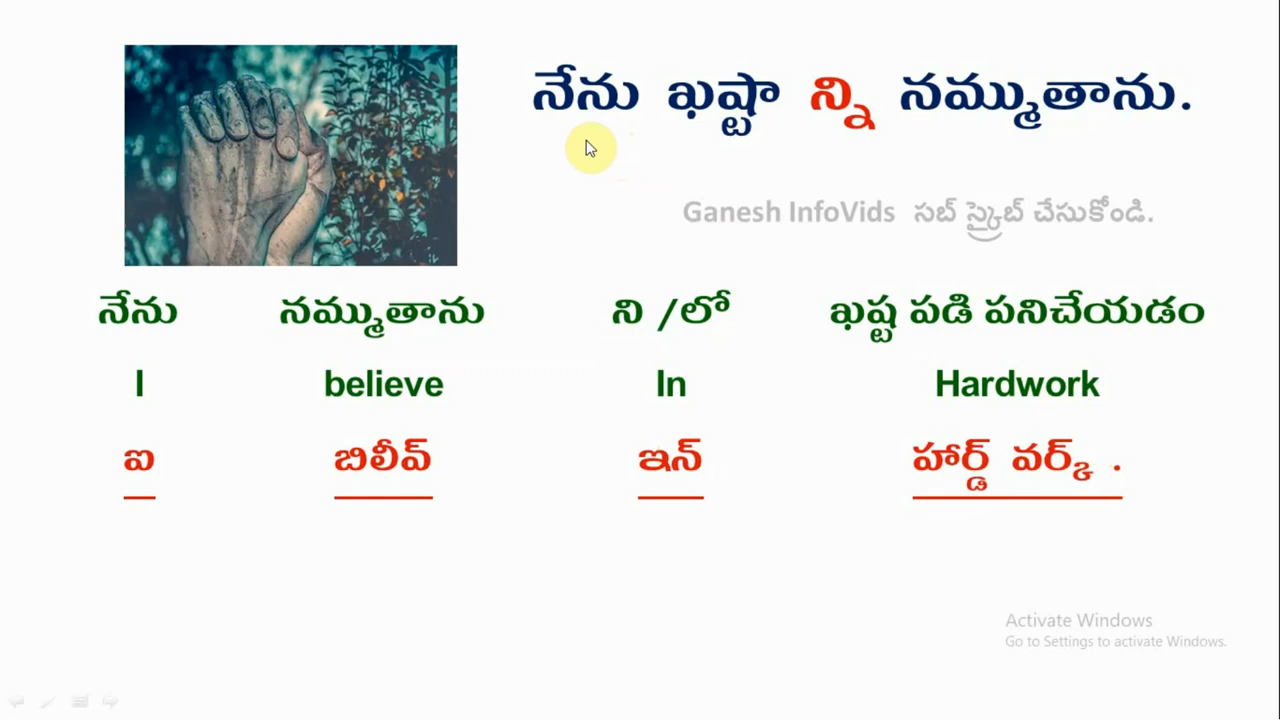 నేను ఖష్టా న్ని నమ్ముతాను.
Ganesh InfoVids సబ్ స్క్రైబ్ చేసుకోండి.
నేను నమ్ముతాను ని /లో ఖష్ట పడి పనిచేయడం
I believe In Hardwork
ఐ బిలీవ్ ఇన్ హార్డ్ వర్క్ .
Activate Windows
Go to Settings to activate Windows.